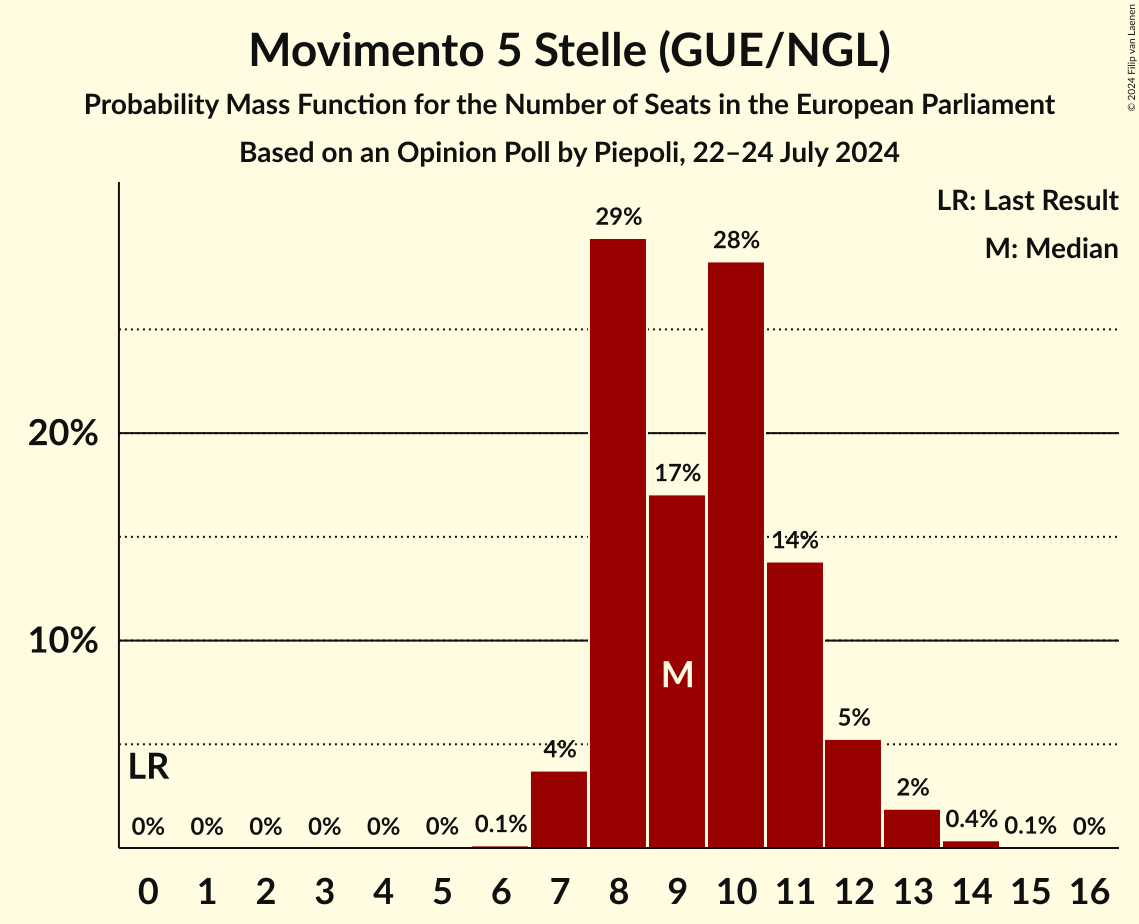 Movimento 5 Stelle (GUE/NGL)
Probability Mass Function for the Number of Seats in the European Parliament
Based on an Opinion Poll by Piepoli, 22–24 July 2024
© 2024 Filip van Laenen
LR: Last Result
M: Median
29%
28%
20%
17%
14%
10%
M
5%
4%
LR
2%
0% 0% 0% 0% 0% 0% 0.1% 0.4% 0.1% 0%
0 1 2 3 4 5 6 7 8 9 10 11 12 13 14 15 16